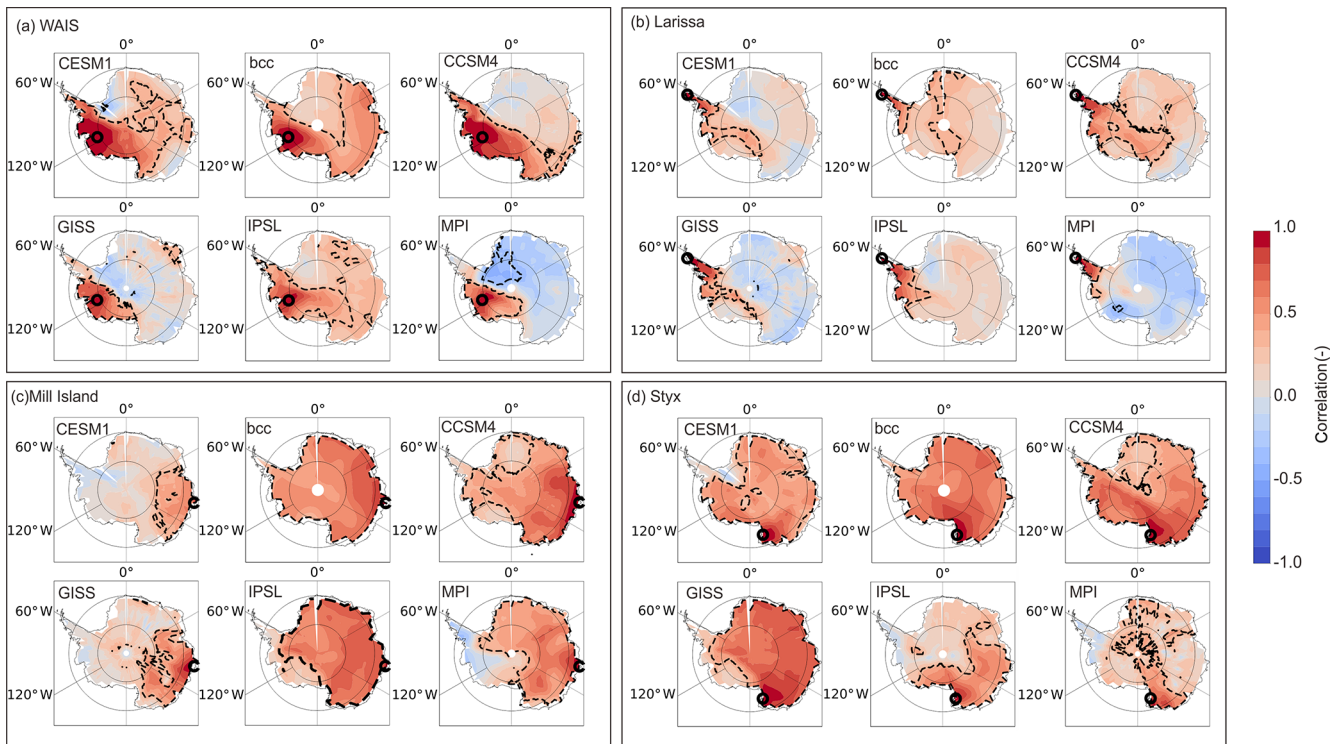 (a) WAIS
0° 0° 0°
CESM1 bcc CCSM4
60°W 60°W 60°W
120°W 120°W 120°W
0° 0° 0°
GISS IPSL MPI
60°W 60°W 60°W
120°W 120°W 120°W
(b) Larissa
0° 0° 0°
CESM1 bcc CCSM4
60°W 60°W 60°W
120°W 120°W 120°W
0° 0° 0°
GISS IPSL MPI
60°W 60°W 60°W
120°W 120°W 120°W
(c)Mill Island
0° 0° 0°
CESM1 bcc CCSM4
60°W 60°W 60°W
120°W 120°W 120°W
0° 0° 0°
GISS IPSL MPI
60°W 60°W 60°W
120°W 120°W 120°W
(d) Styx
0° 0° 0°
CESM1 bcc CCSM4
60°W 60°W 60°W
120°W 120°W 120°W
0° 0° 0°
GISS IPSL MPI
60°W 60°W 60°W
120°W 120°W 120°W
1.0
0.5
0.0
-0.5
-1.0
Correlation (-)